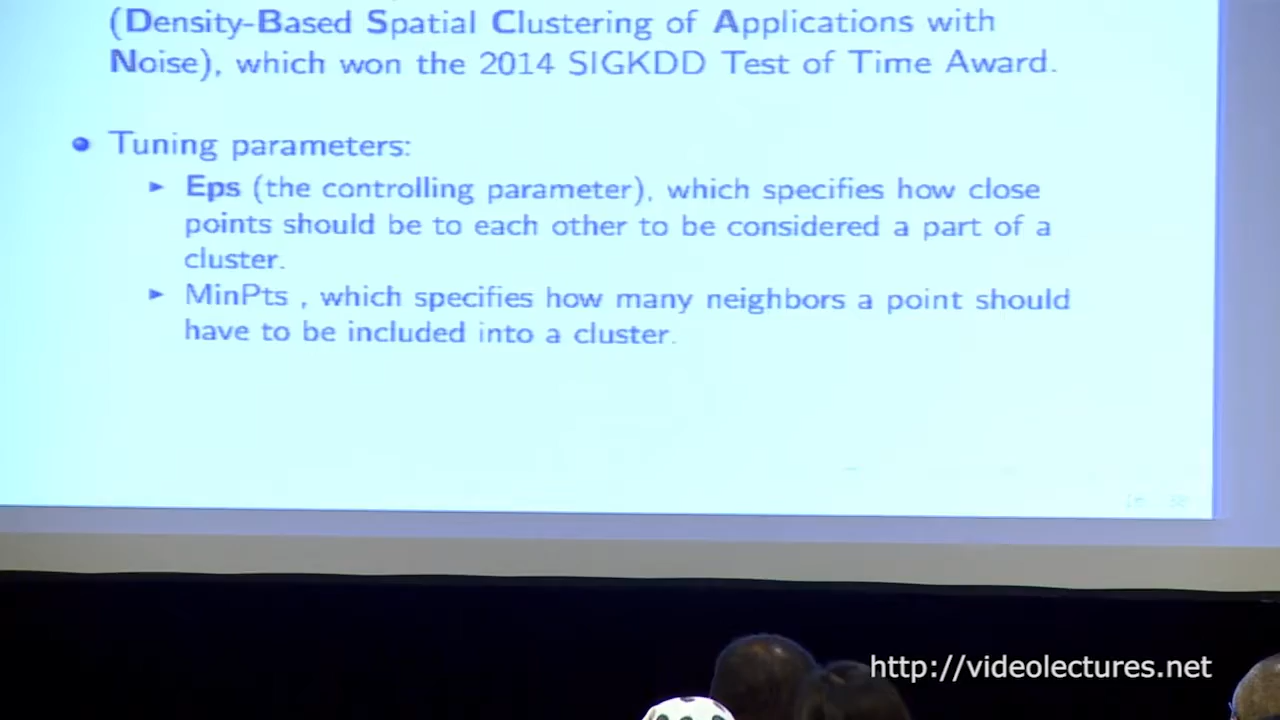 (Density-Based Spatial Clustering of Applications with
Noise), which won the 2014 SIGKDD Test of Time Award.
Tuning parameters:
Eps (the controlling parameter), which specifies how close
points should be to each other to be considered a part of a
cluster.
MinPts , which specifies how many neighbors a point should
have to be included into a cluster.
http://videolectures.net